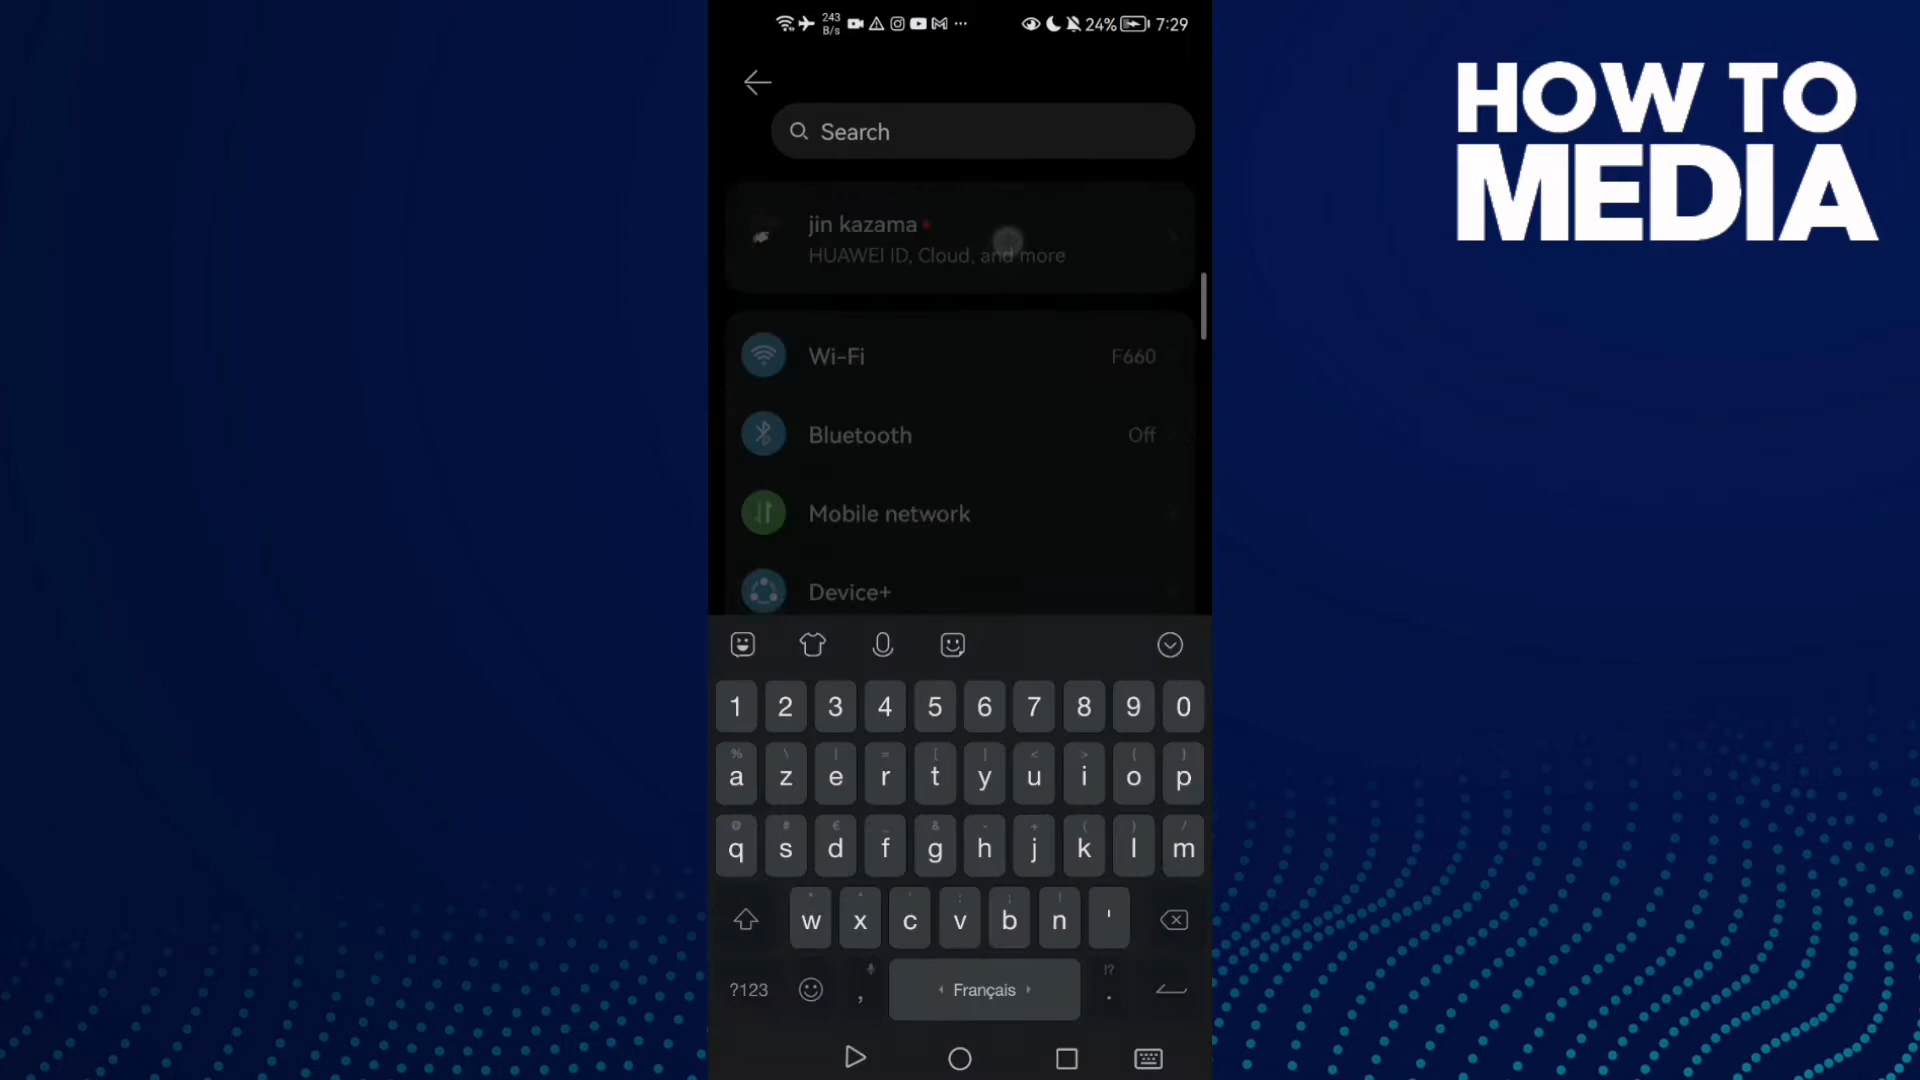 243
B/s
24%
7:29
HOW TO
MEDIA
Search
jin kazama
HUAWEI ID, Cloud, and more
Wi-Fi F660
Bluetooth Off
Mobile network
Device+
1 2 3 4 5 6 7 8 9 0
% \ | = [ ] < > { }
a z e r t y u i o p
@ # € _ & - + ( ) /
q s d f g h j k l m
w x c v b n '
?123 , Français !? .